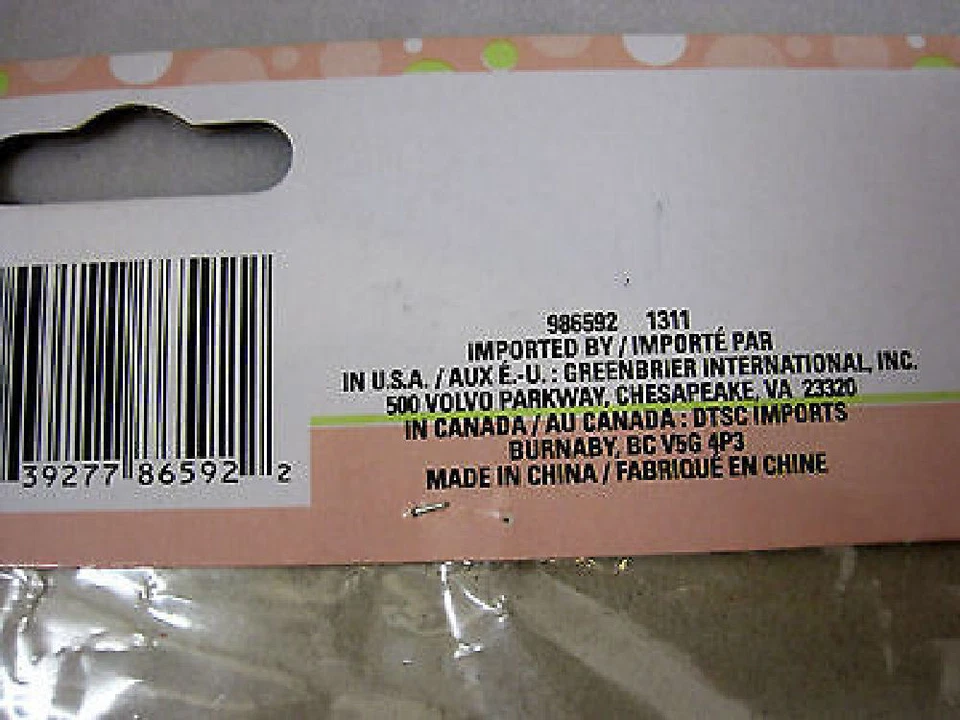 986592 1311
IMPORTED BY / IMPORTÉ PAR
IN U.S.A. / AUX É.-U. : GREENBRIER INTERNATIONAL, INC.
500 VOLVO PARKWAY, CHESAPEAKE, VA 23320
IN CANADA / AU CANADA : DTSC IMPORTS
BURNABY, BC V5G 4P3
MADE IN CHINA / FABRIQUÉ EN CHINE
39277 86592 2